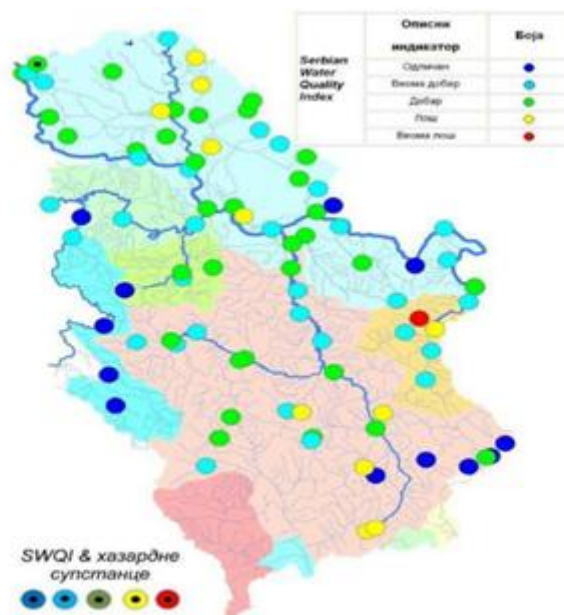 Serbian
Water
Quality
Index
Описни
индикатор
Боја
Одличан
Веома добар
Добар
Лош
Веома лош
SWQI & хазардне
супстанце